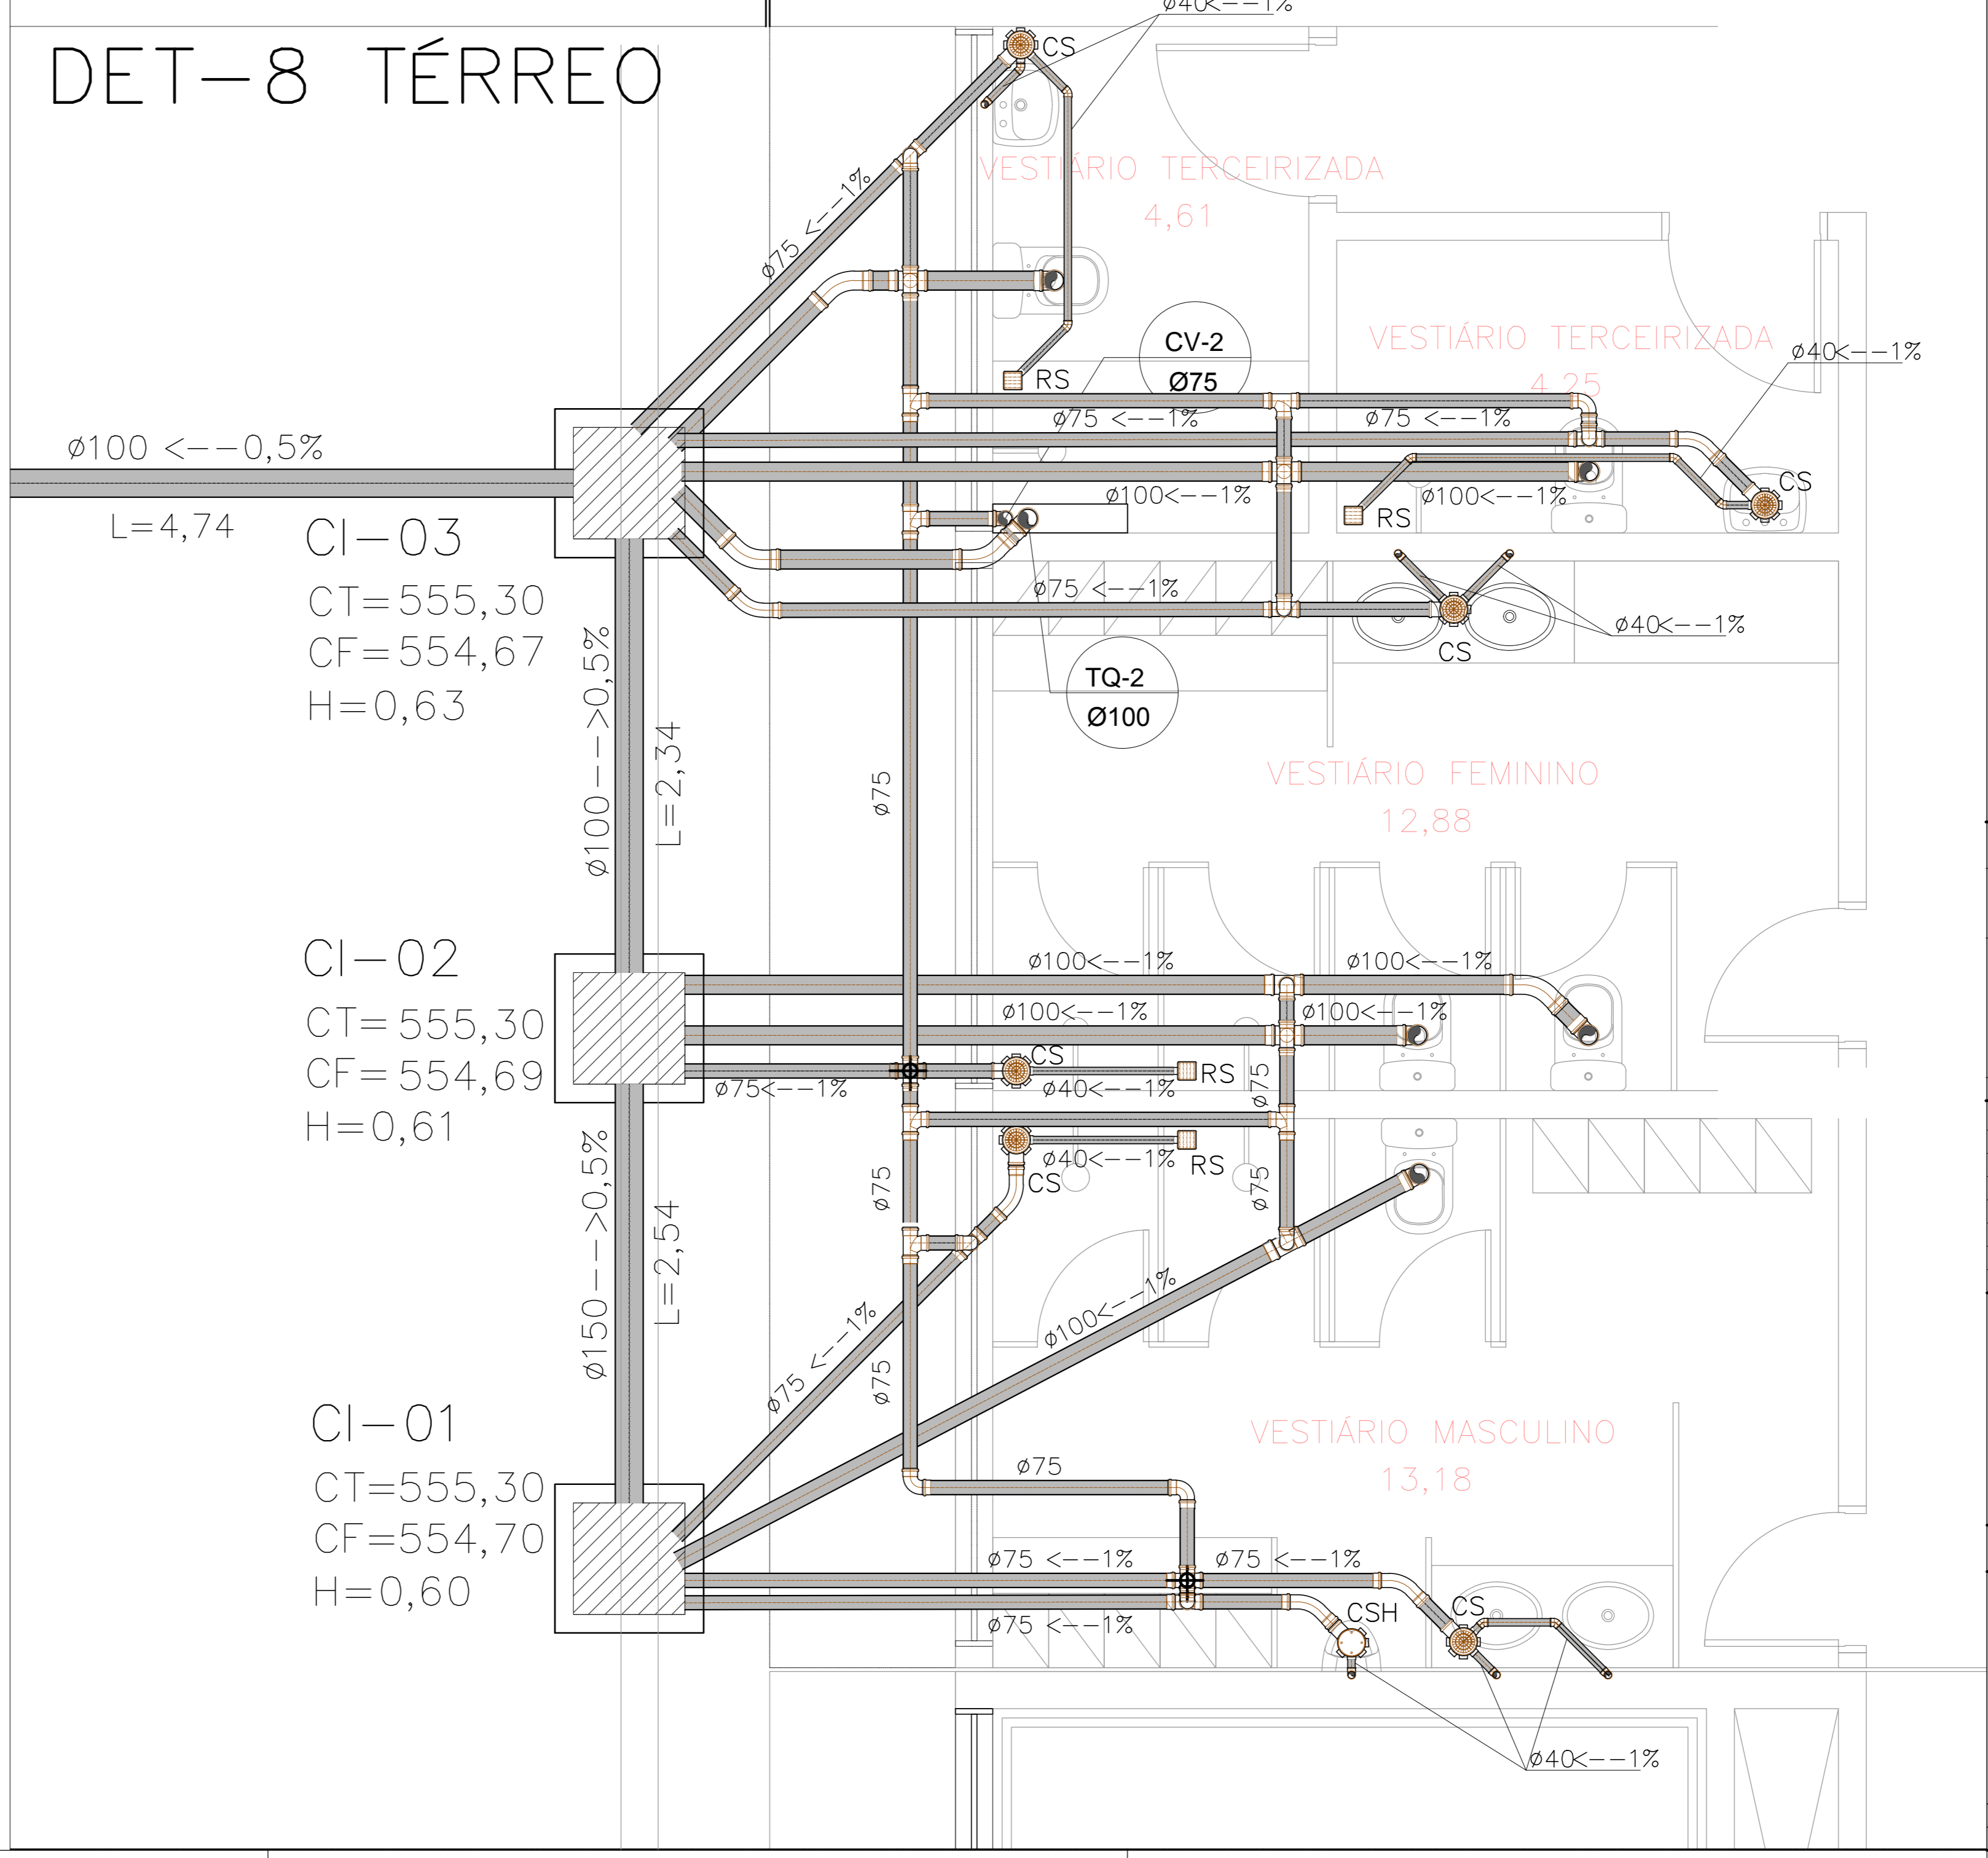 ø40<--1%
DET-8 TÉRREO
CS
ø75 <--1%
VESTIÁRIO TERCEIRIZADA
4,61
CV-2
Ø75
RS
VESTIÁRIO TERCEIRIZADA
4,25
ø40<--1%
ø75 <--1%
ø75 <--1%
ø100 <--0,5%
L=4,74
ø100<--1%
ø100<--1%
CS
RS
CI-03
CT=555,30
CF=554,67
H=0,63
ø75 <--1%
ø40<--1%
CS
TQ-2
Ø100
ø100-->0,5%
L=2,34
ø75
VESTIÁRIO FEMININO
12,88
CI-02
CT=555,30
CF=554,69
H=0,61
ø100<--1%
ø100<--1%
ø100<--1%
ø100<--1%
CS
RS
ø75<--1%
ø40<--1%
ø75
ø40<--1%
RS
CS
ø75
ø75
ø150-->0,5%
L=2,54
ø75 <--1%
ø100<--1%
ø75
CI-01
CT=555,30
CF=554,70
H=0,60
VESTIÁRIO MASCULINO
13,18
ø75
ø75 <--1%
ø75 <--1%
ø75 <--1%
CSH
CS
ø40<--1%